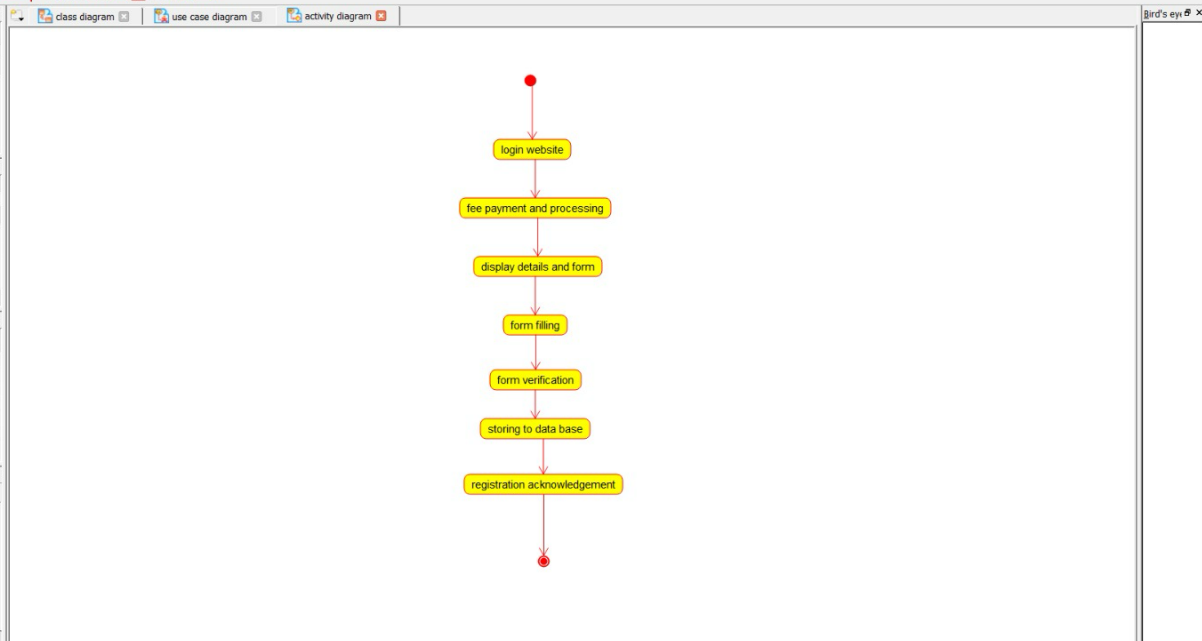 class diagram
use case diagram
activity diagram
Bird's eye
login website
fee payment and processing
display details and form
form filling
form verification
storing to data base
registration acknowledgement